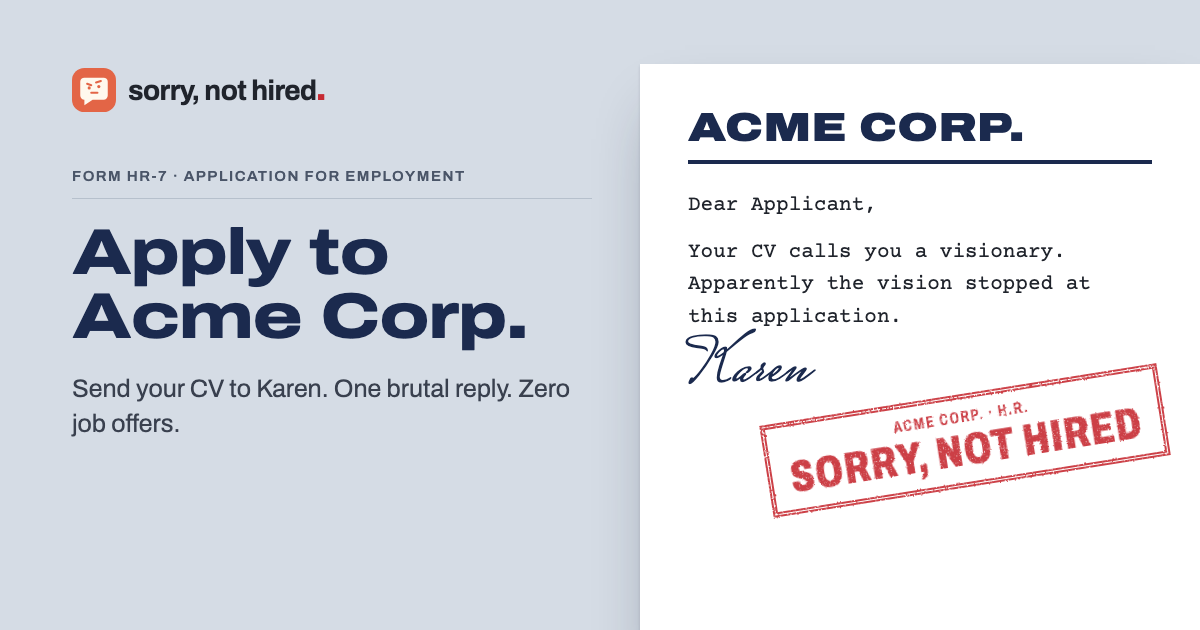 sorry, not hired.
FORM HR-7 · APPLICATION FOR EMPLOYMENT
Apply to
Acme Corp.
Send your CV to Karen. One brutal reply. Zero
job offers.
ACME CORP.
Dear Applicant,
Your CV calls you a visionary.
Apparently the vision stopped at
this application.
Karen
ACME CORP. · H.R.
SORRY, NOT HIRED